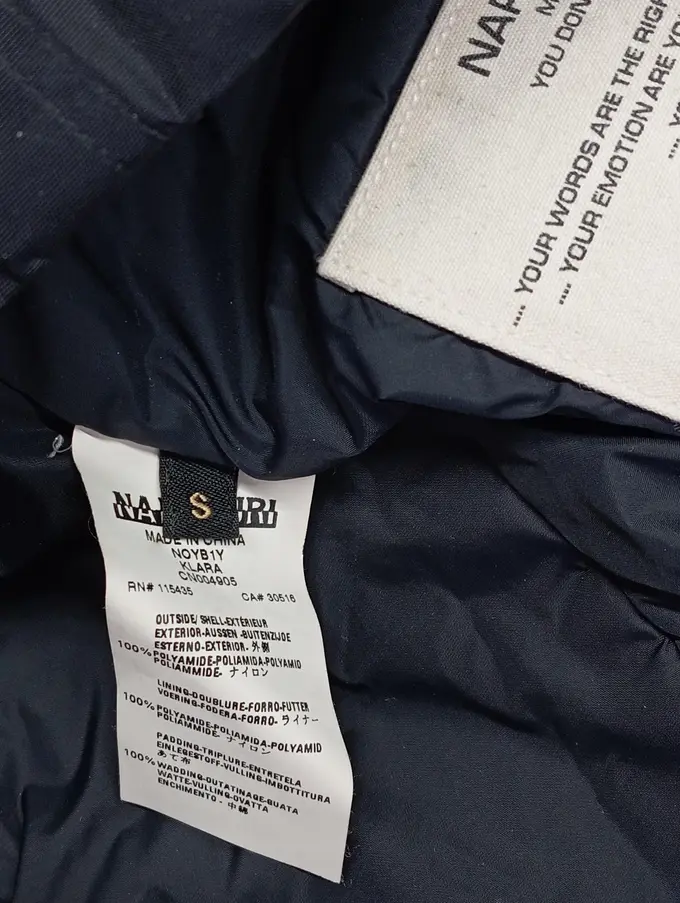 NAP
M
YOU DON
.... YOUR WORDS ARE THE RIGH
.... YOUR EMOTION ARE YO
.... Y
S
MADE IN CHINA
NOYB1Y
KLARA
CN004905
RN# 115435 CA# 30516
OUTSIDE/SHELL-EXTÉRIEUR
EXTERIOR-AUSSEN-BUITENZIJDE
ESTERNO-EXTERIOR-外側
100% POLYAMIDE-POLIAMIDA-POLYAMID
POLIAMMIDE- ナイロン
LINING-DOUBLURE-FORRO-FUTTER
VOERING-FODERA-FORRO- ライナー
100% POLYAMIDE-POLIAMIDA-POLYAMID
POLIAMMIDE- ナイロン
PADDING-TRIPLURE-ENTRETELA
EINLEGESTOFF-VULLING-IMBOTTITURA
あて布
100% WADDING-OUATINAGE-GUATA
WATTE-VULLING-OVATTA
ENCHIMENTO - 中綿